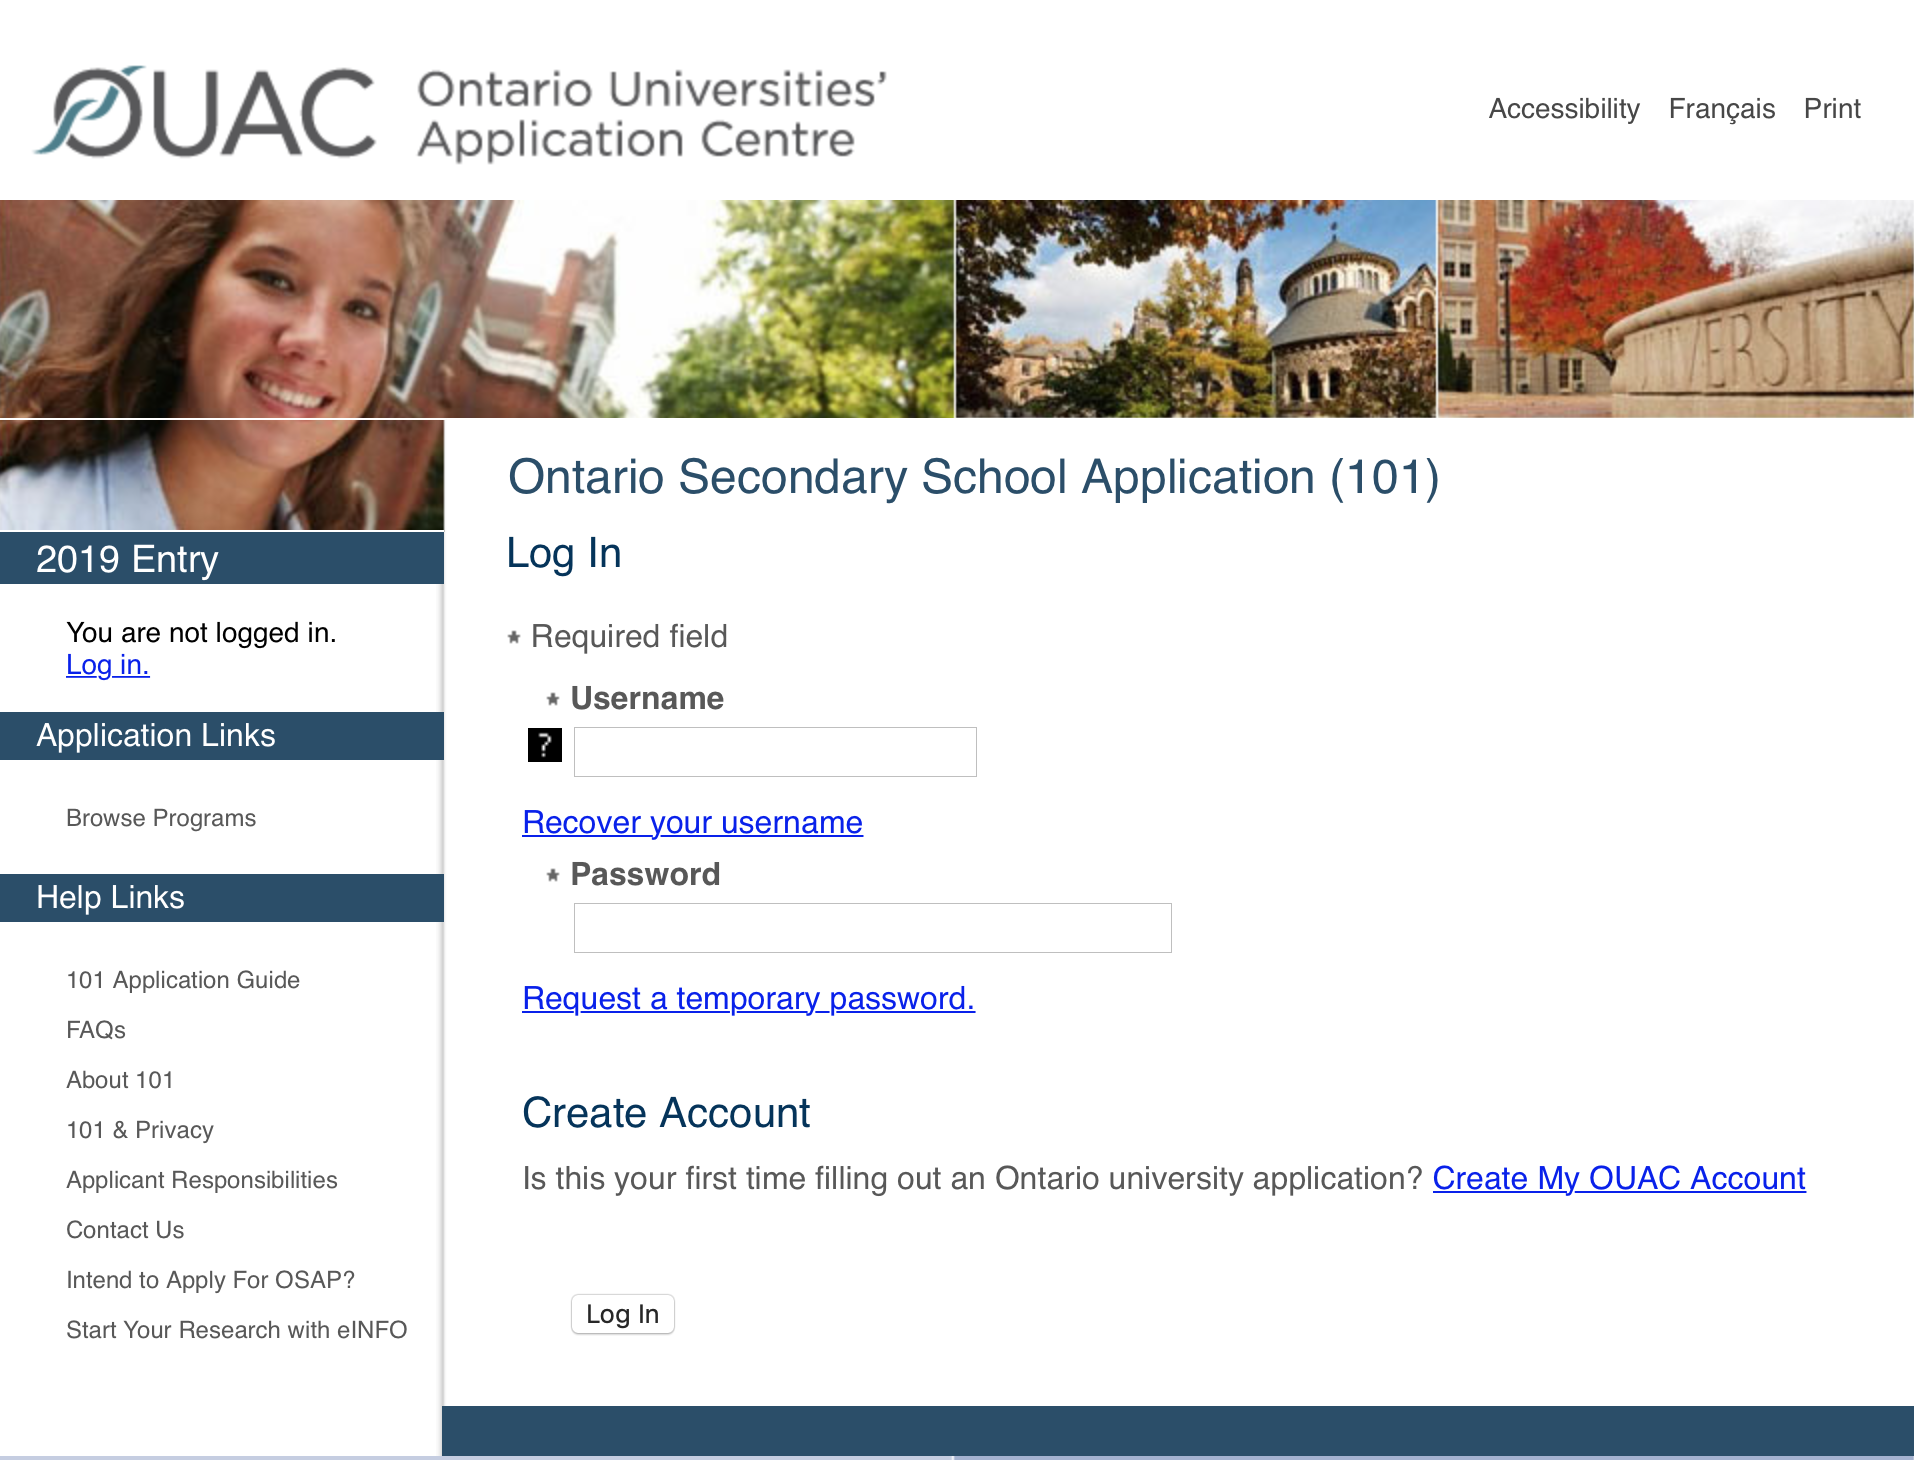 OUAC
Ontario Universities’
Application Centre
Accessibility Français Print
UNIVERSITY
Ontario Secondary School Application (101)
Log In
2019 Entry
You are not logged in.
Log in.
Application Links
Browse Programs
Help Links
101 Application Guide
FAQs
About 101
101 & Privacy
Applicant Responsibilities
Contact Us
Intend to Apply For OSAP?
Start Your Research with eINFO
* Required field
* Username
?
Recover your username
* Password
Request a temporary password.
Create Account
Is this your first time filling out an Ontario university application? Create My OUAC Account
Log In